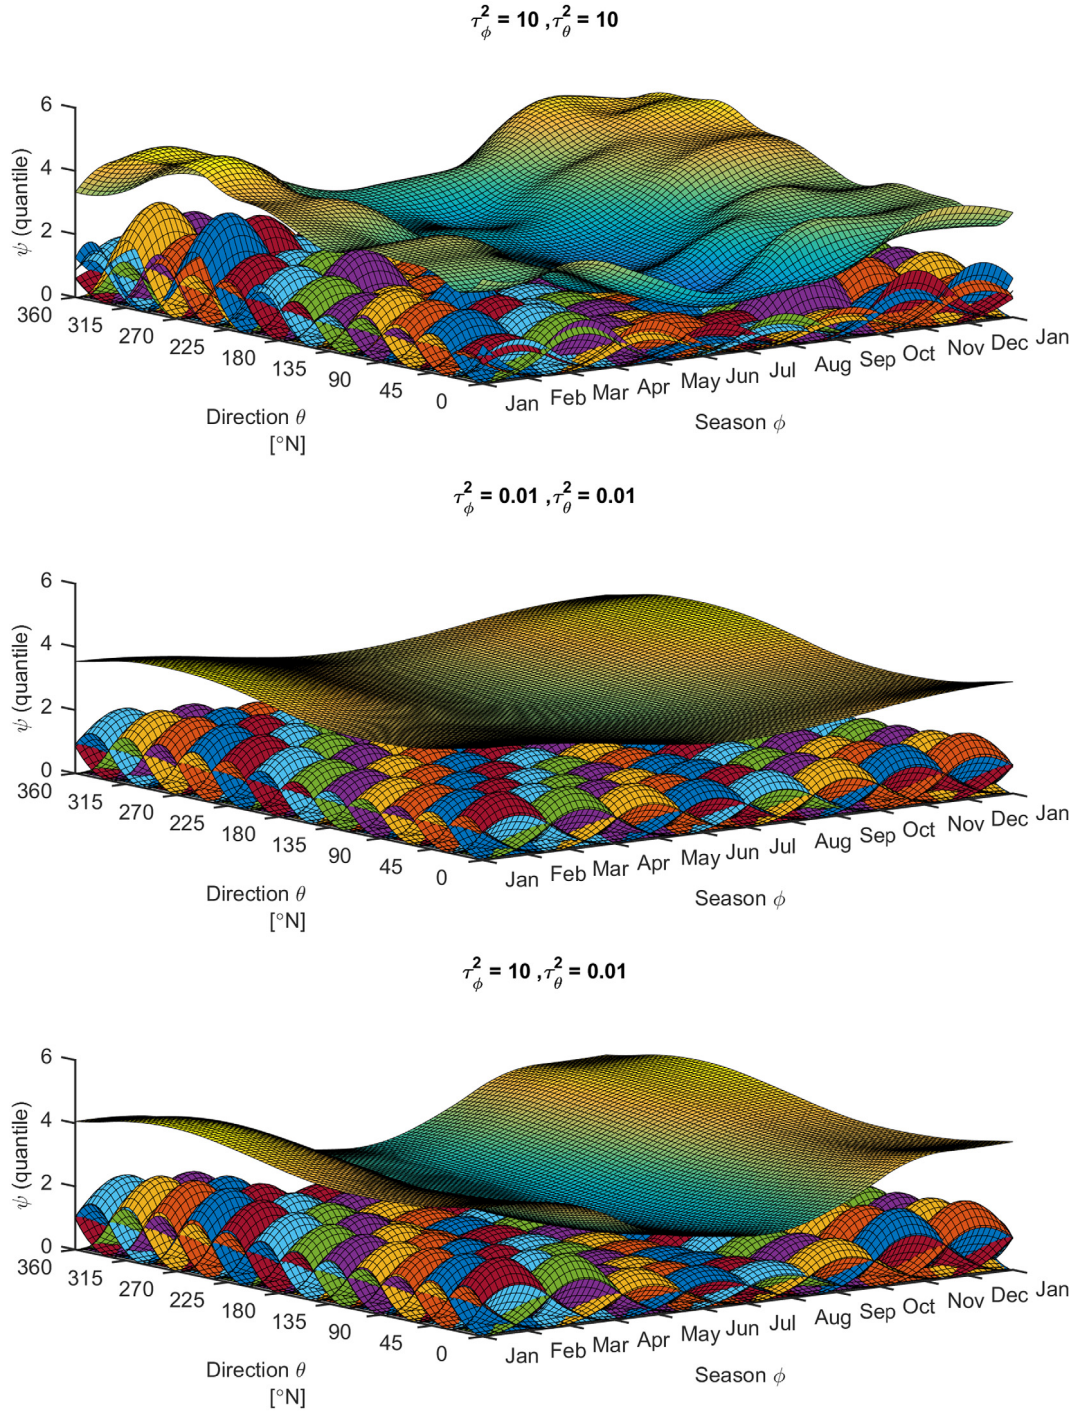 τ²_ϕ = 10 ,τ²_θ = 10
6
4
2
0
ψ (quantile)
360
315
270
225
180
135
90
45
0
Direction θ
[°N]
Jan Feb Mar Apr May Jun Jul Aug Sep Oct Nov Dec Jan
Season ϕ
τ²_ϕ = 0.01 ,τ²_θ = 0.01
6
4
2
0
ψ (quantile)
360
315
270
225
180
135
90
45
0
Direction θ
[°N]
Jan Feb Mar Apr May Jun Jul Aug Sep Oct Nov Dec Jan
Season ϕ
τ²_ϕ = 10 ,τ²_θ = 0.01
6
4
2
0
ψ (quantile)
360
315
270
225
180
135
90
45
0
Direction θ
[°N]
Jan Feb Mar Apr May Jun Jul Aug Sep Oct Nov Dec Jan
Season ϕ